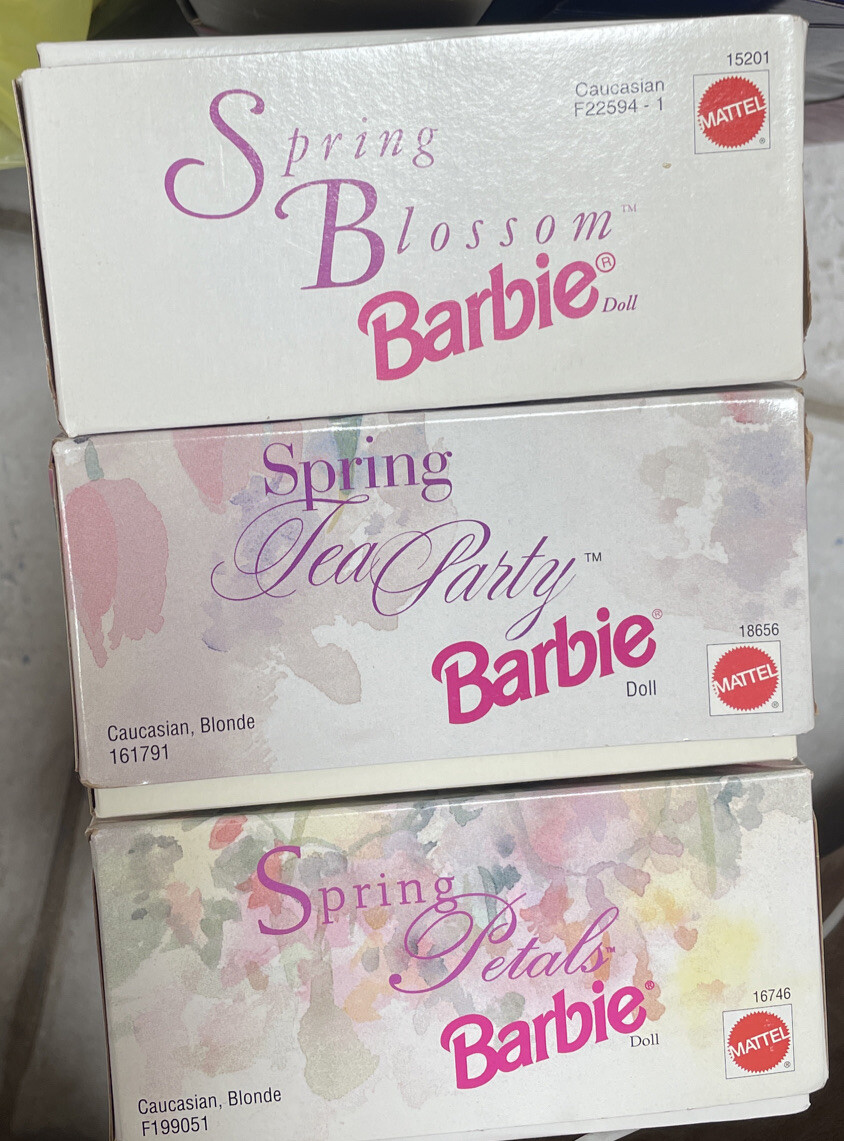 15201
Caucasian
F22594 - 1
MATTEL®
Spring
Blossom™
Barbie®
Doll
Spring
Tea Party™
Barbie®
Doll
18656
MATTEL®
Caucasian, Blonde
161791
Spring
Petals™
Barbie®
Doll
16746
MATTEL®
Caucasian, Blonde
F199051